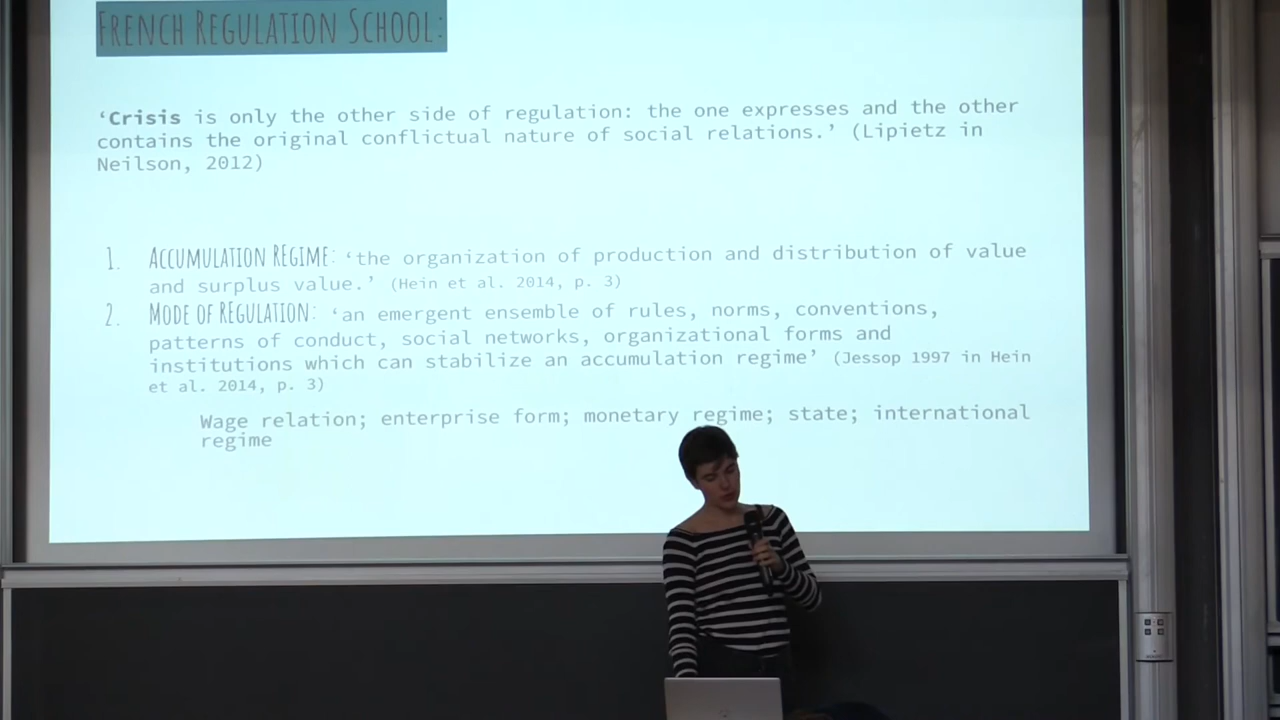 FRENCH REGULATION SCHOOL:
‘Crisis is only the other side of regulation: the one expresses and the other
contains the original conflictual nature of social relations.’ (Lipietz in
Neilson, 2012)
1. ACCUMULATION REGIME: ‘the organization of production and distribution of value
and surplus value.’ (Hein et al. 2014, p. 3)
2. MODE OF REGULATION: ‘an emergent ensemble of rules, norms, conventions,
patterns of conduct, social networks, organizational forms and
institutions which can stabilize an accumulation regime’ (Jessop 1997 in Hein
et al. 2014, p. 3)
Wage relation; enterprise form; monetary regime; state; international
regime